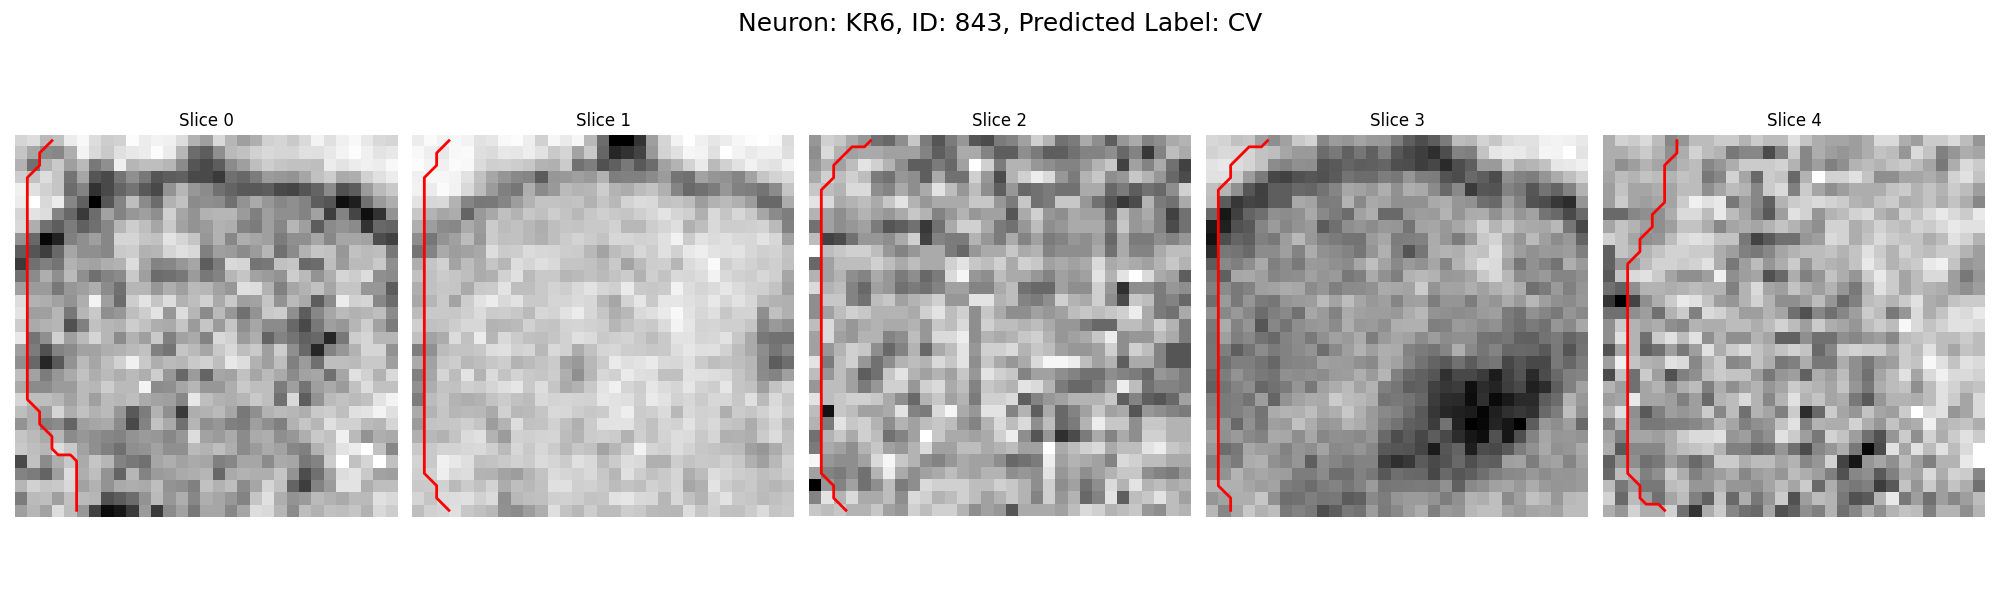 Neuron: KR6, ID: 843, Predicted Label: CV
Slice 0
Slice 1
Slice 2
Slice 3
Slice 4